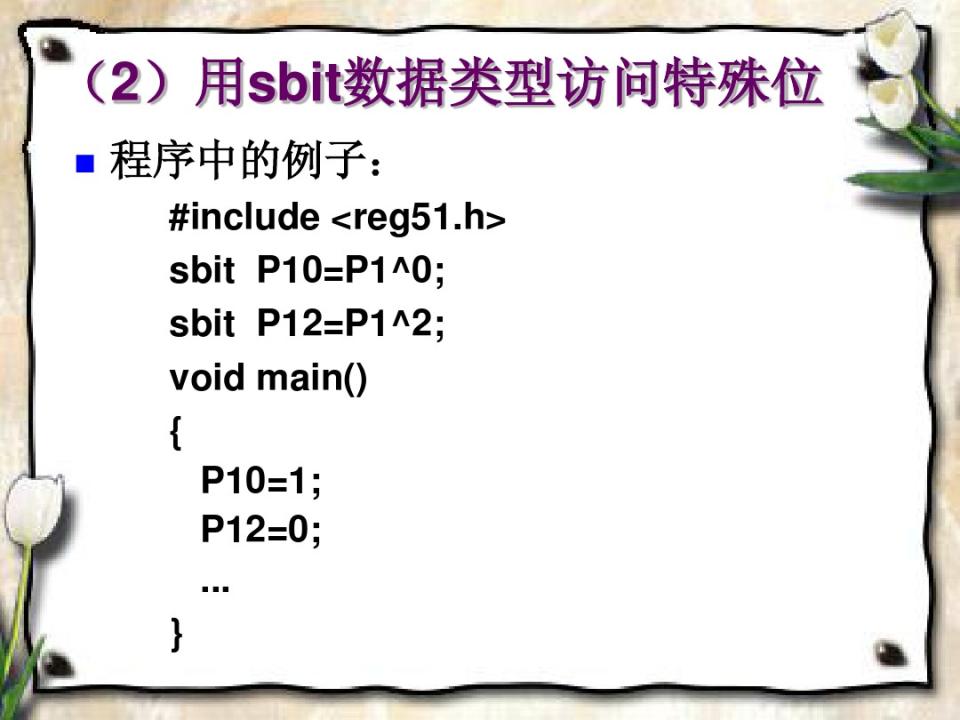 （2）用sbit数据类型访问特殊位
程序中的例子：
#include <reg51.h>
sbit  P10=P1^0;
sbit  P12=P1^2;
void main()
{
P10=1;
P12=0;
...
}